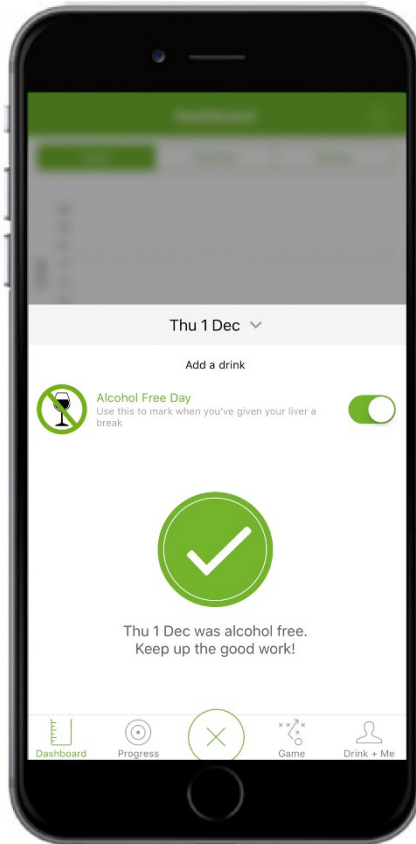 Thu 1 Dec
Add a drink
Alcohol Free Day
Use this to mark when you've given your liver a
break
Thu 1 Dec was alcohol free.
Keep up the good work!
Dashboard
Progress
Game
Drink + Me